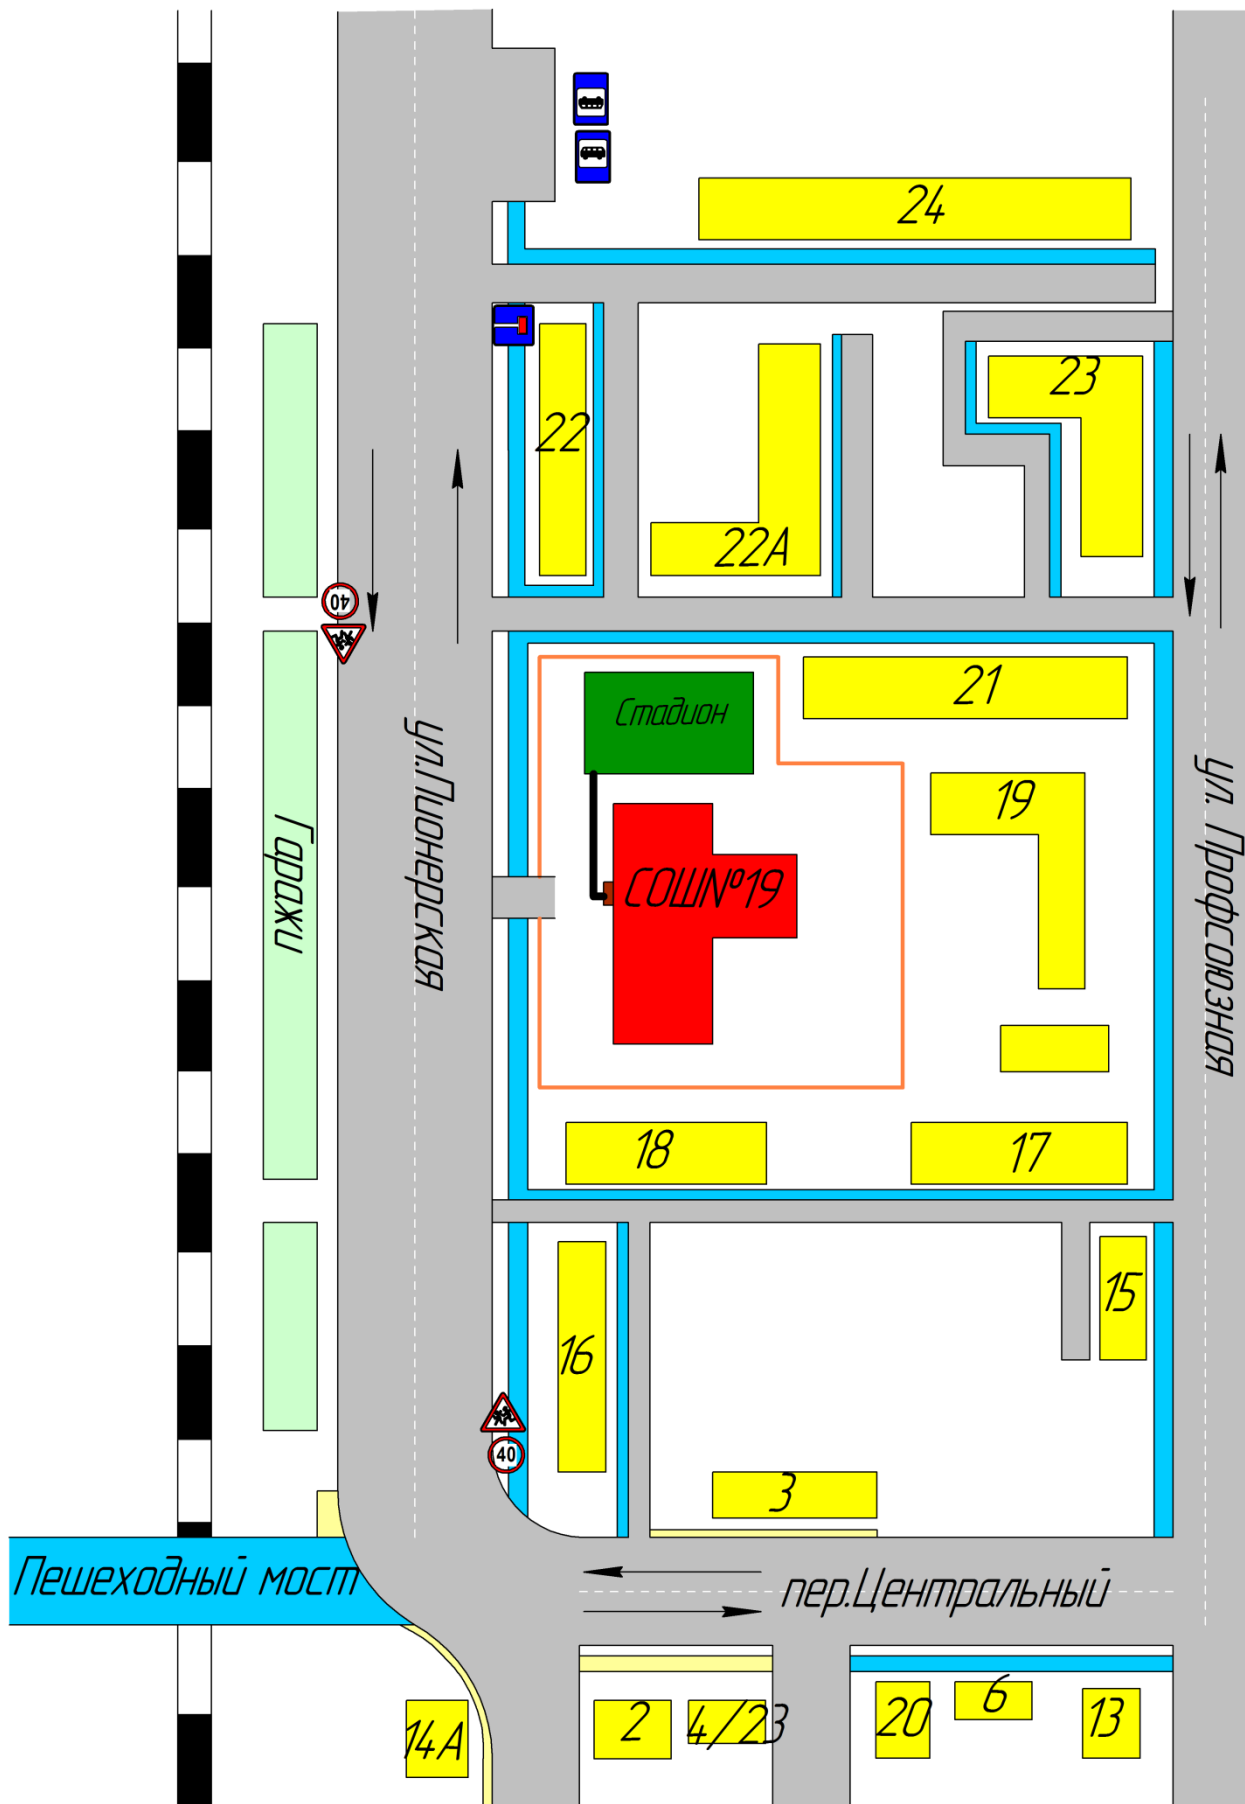 24
22
23
22А
40
21
Стадион
ул.Пионерская
ул. Профсоюзная
19
Гаражи
СОШ№19
18
17
15
16
40
3
Пешеходный мост
пер.Центральный
14А
2
4/23
20
6
13